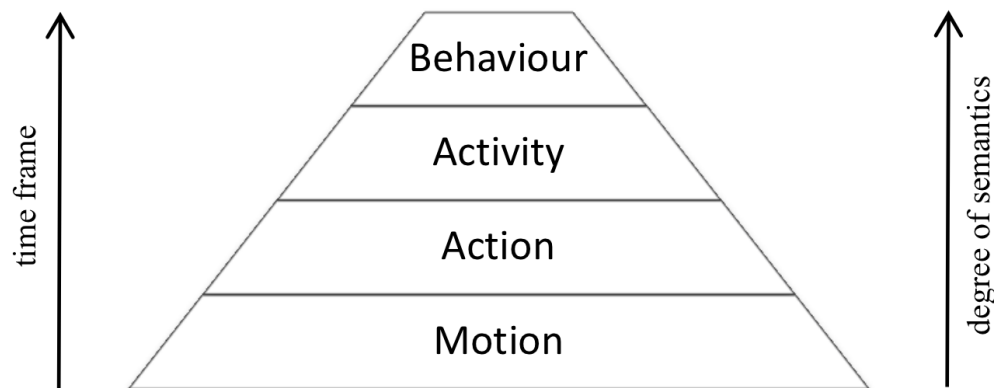 Behaviour
Activity
Action
Motion
time frame
degree of semantics